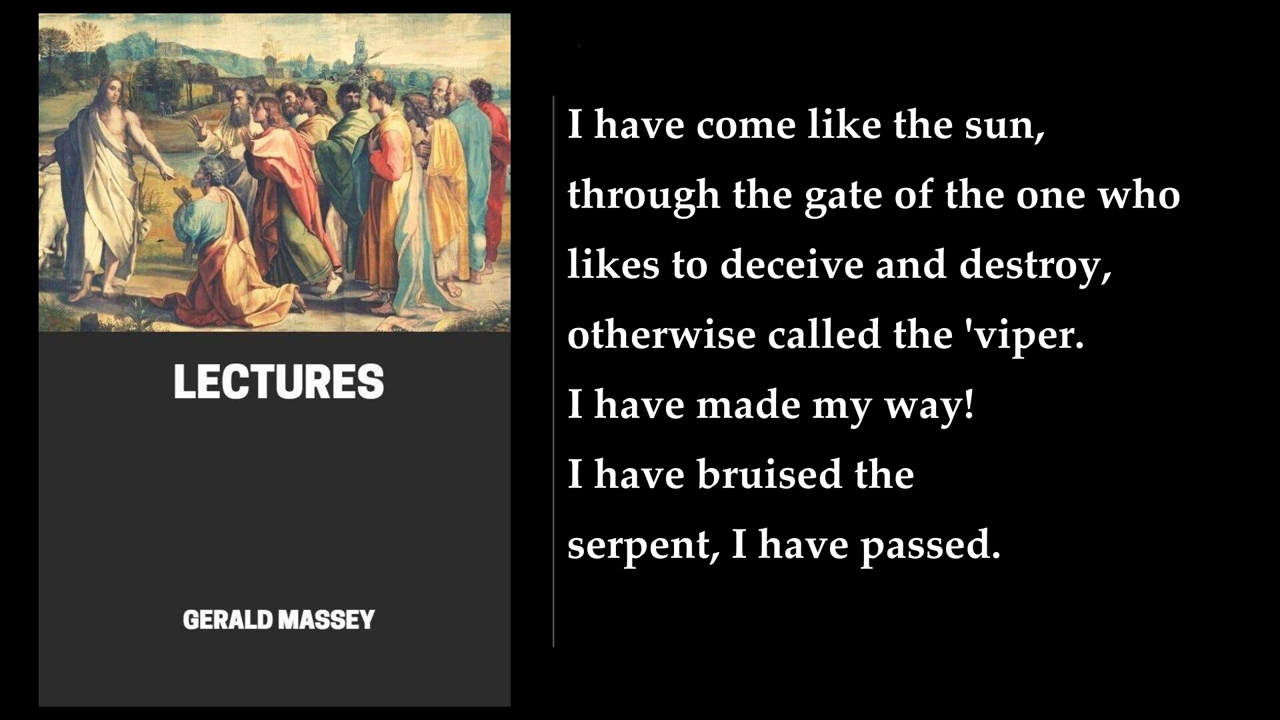 LECTURES
GERALD MASSEY
I have come like the sun,
through the gate of the one who
likes to deceive and destroy,
otherwise called the 'viper.
I have made my way!
I have bruised the
serpent, I have passed.